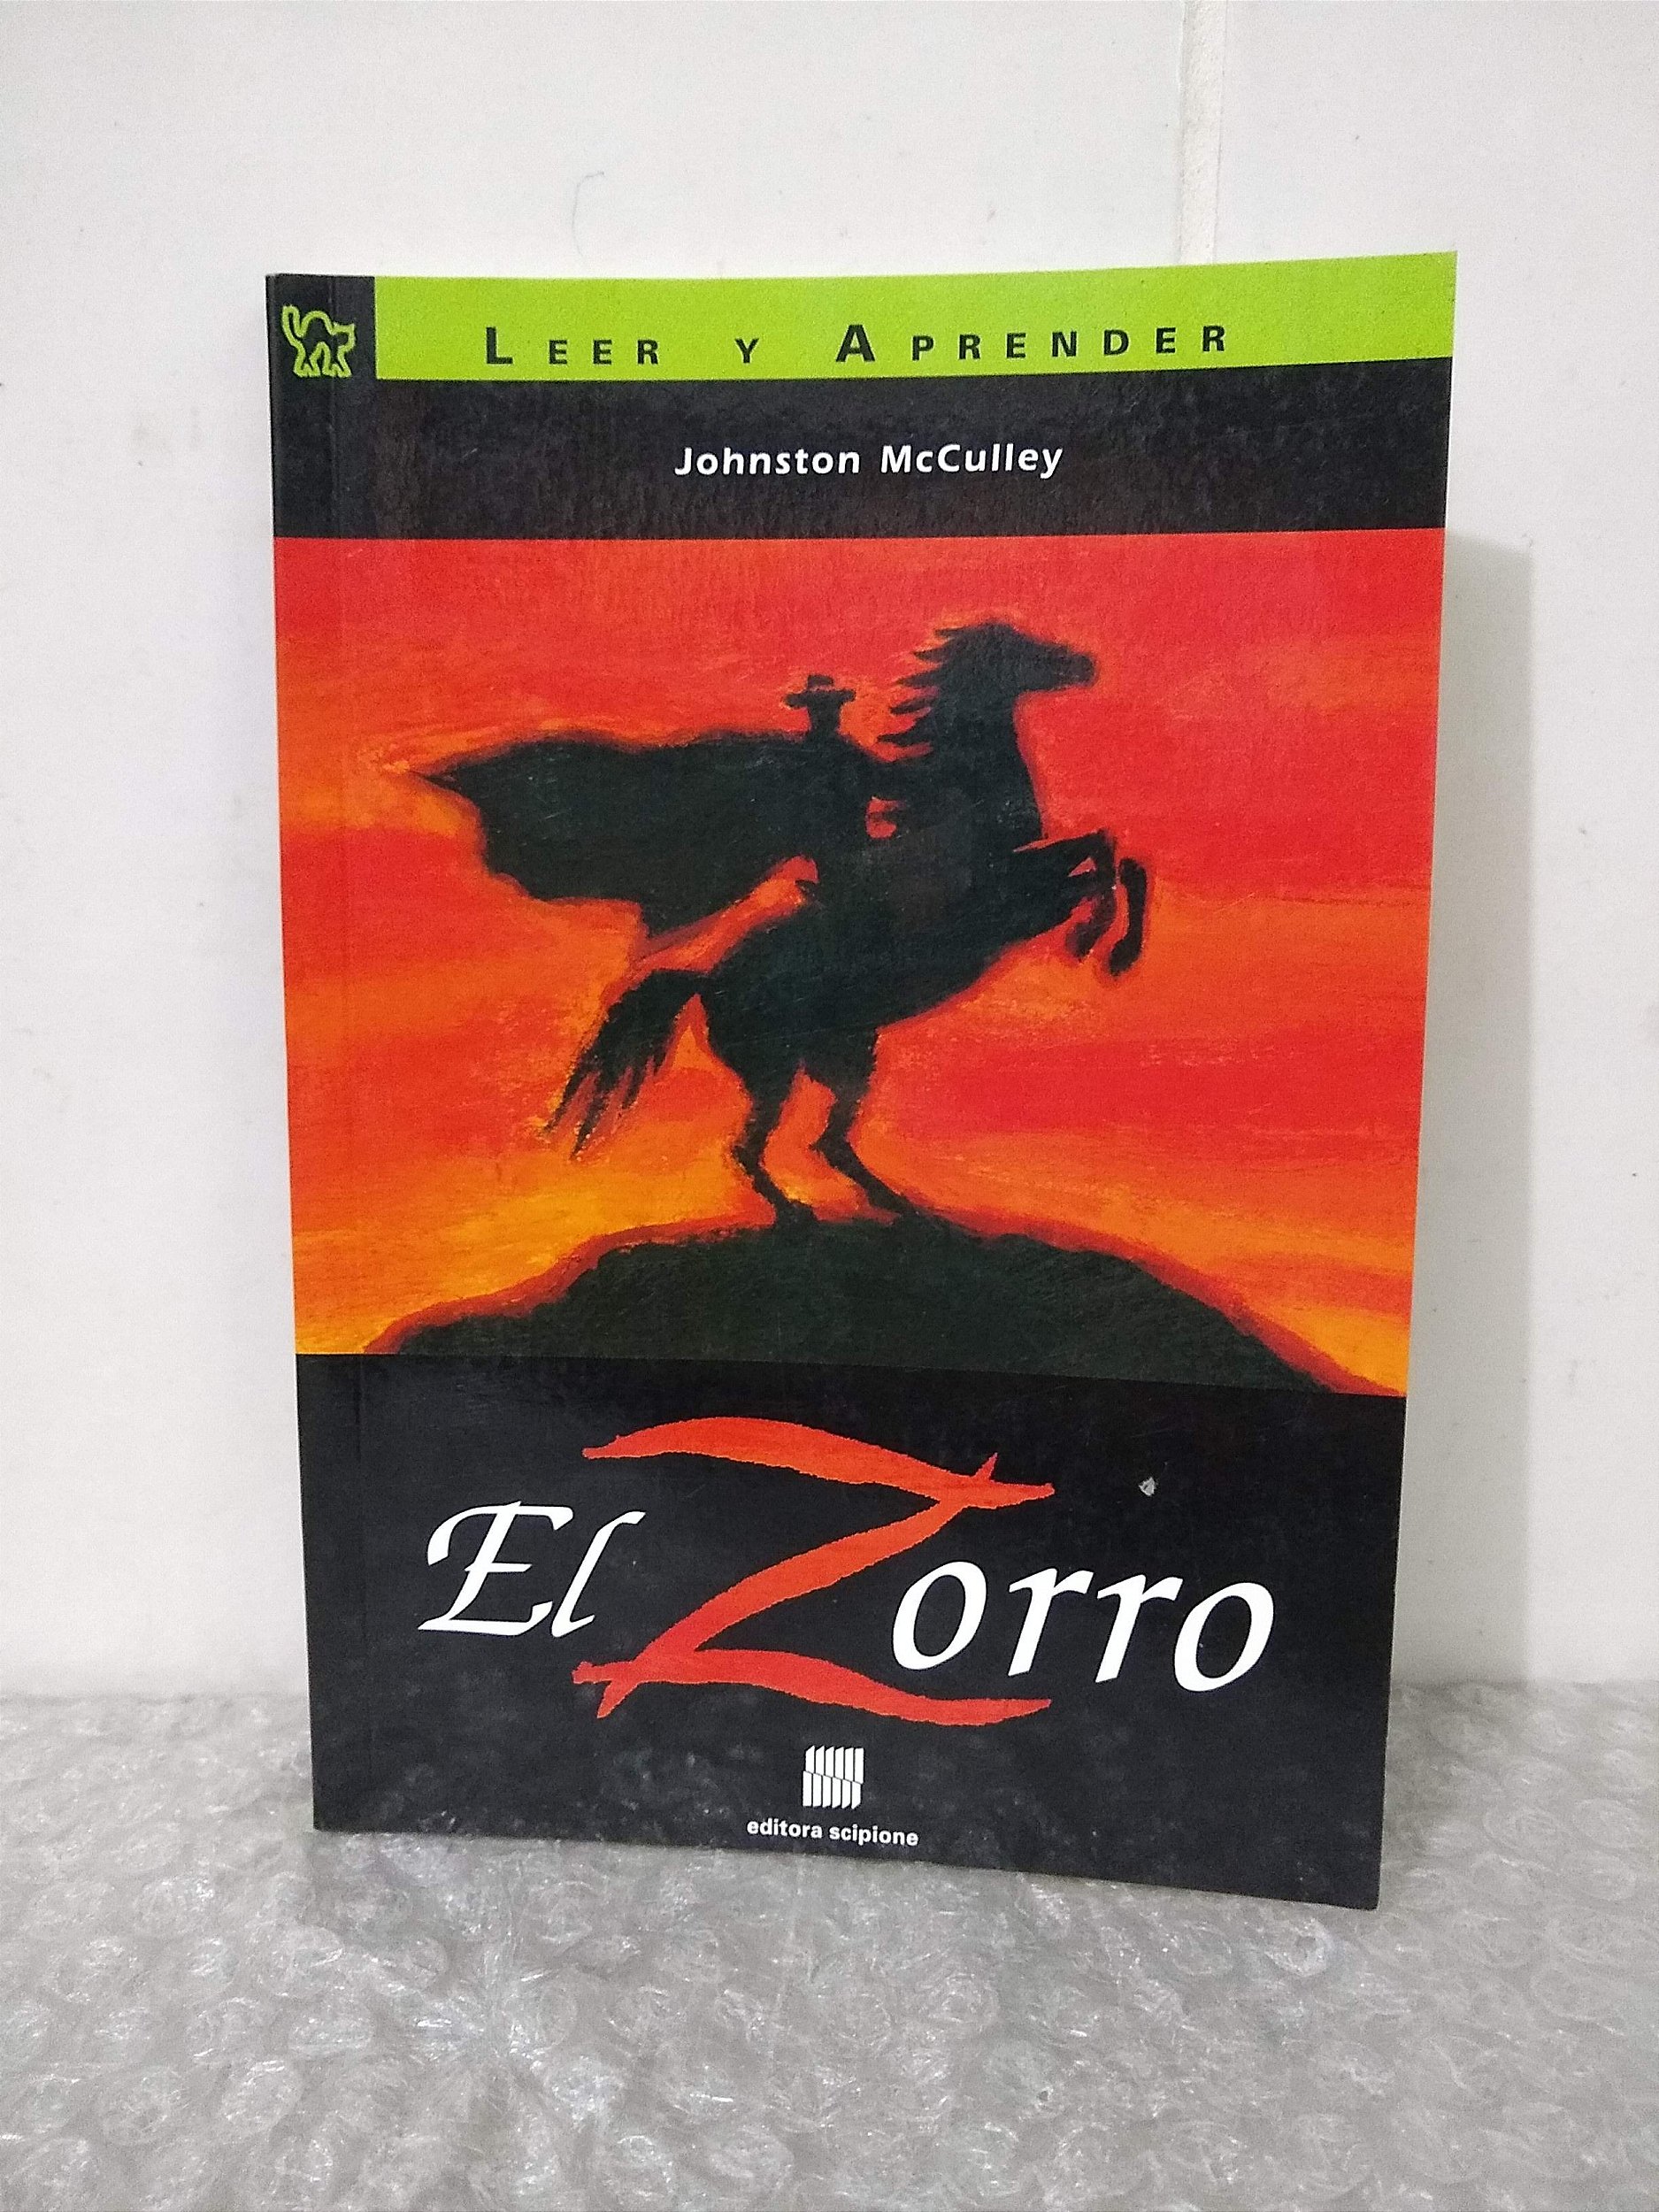 LEER Y APRENDER
Johnston McCulley
El Zorro
editora scipione